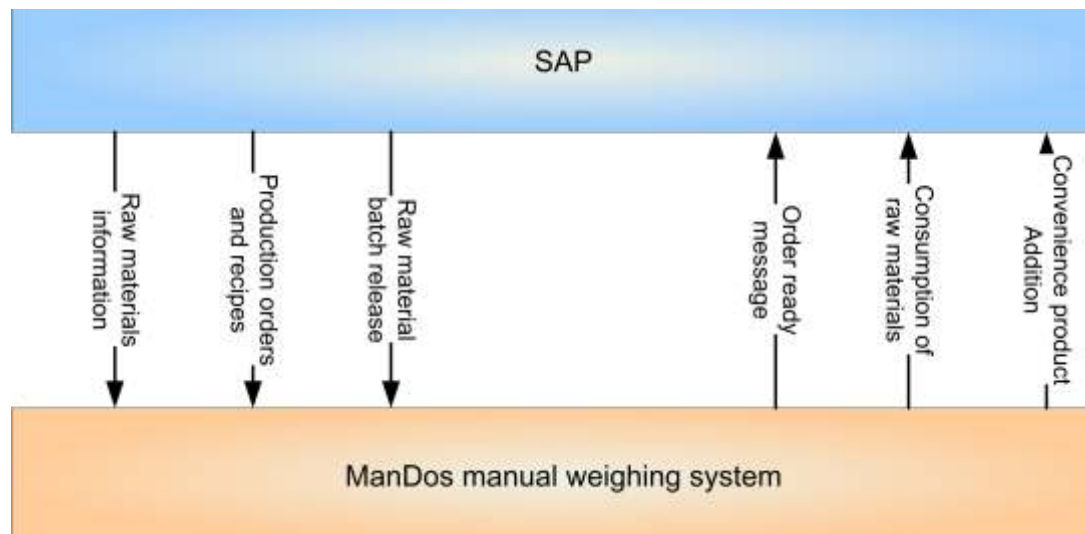 SAP
Raw materials
information
Production orders
and recipes
Raw material
batch release
Order ready
message
Consumption of
raw materials
Convenience product
Addition
ManDos manual weighing system